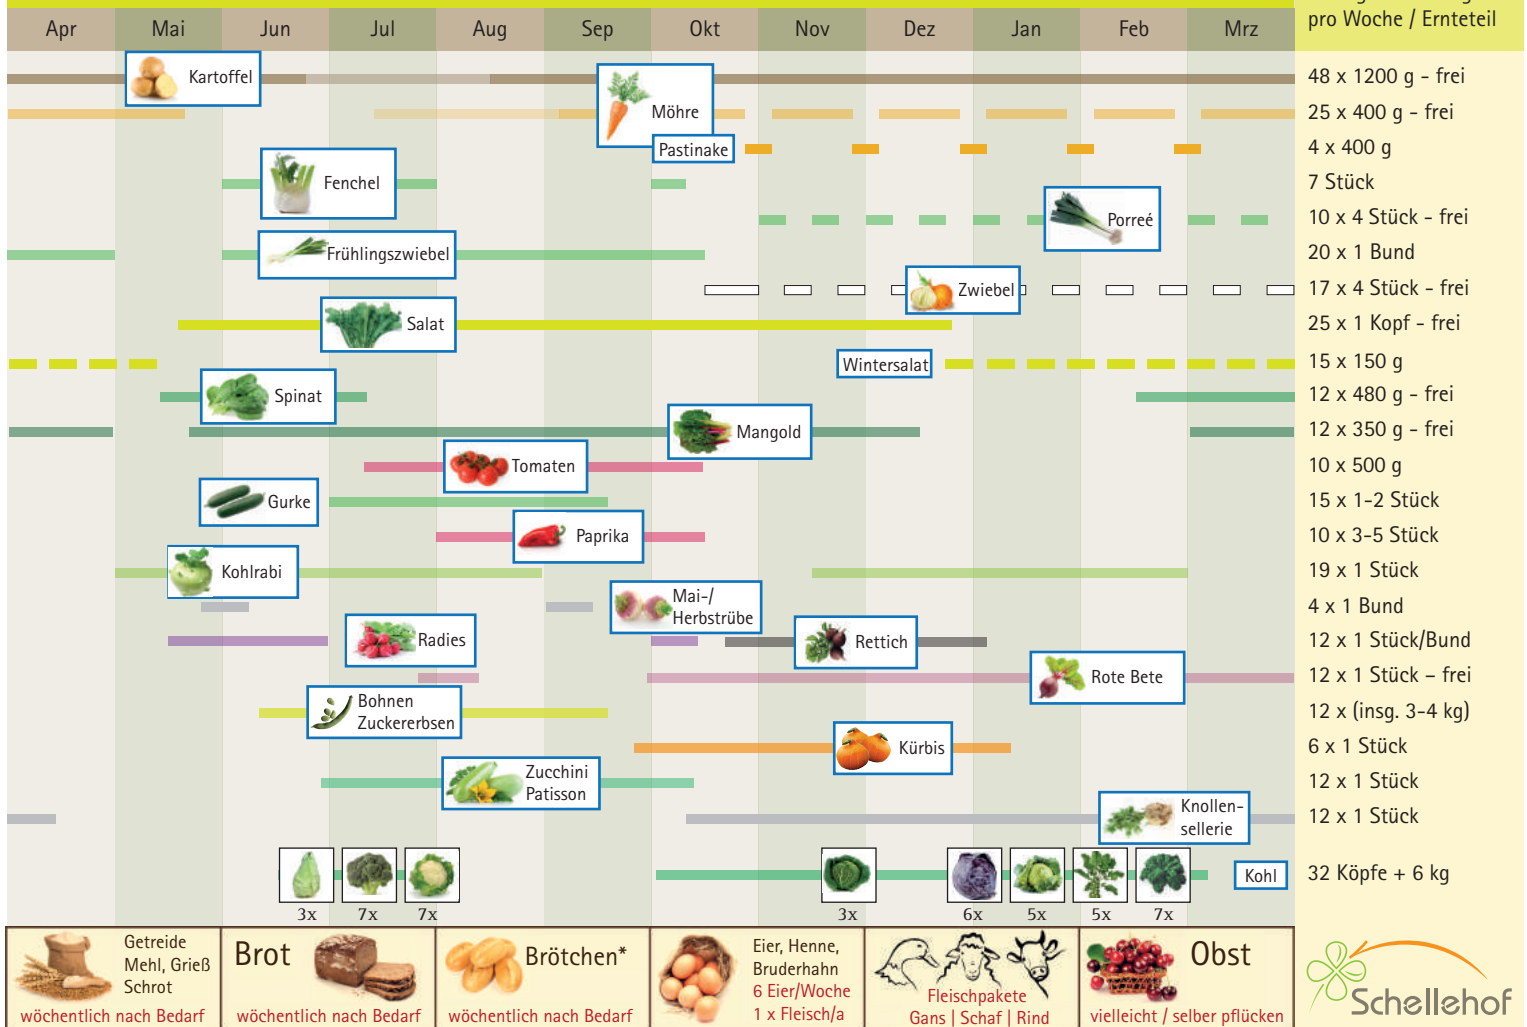 pro Woche / Ernteteil
Apr Mai Jun Jul Aug Sep Okt Nov Dez Jan Feb Mrz
Kartoffel 48 x 1200 g - frei
Möhre 25 x 400 g - frei
Pastinake 4 x 400 g
Fenchel 7 Stück
Porreé 10 x 4 Stück - frei
Frühlingszwiebel 20 x 1 Bund
Zwiebel 17 x 4 Stück - frei
Salat 25 x 1 Kopf - frei
Wintersalat 15 x 150 g
Spinat 12 x 480 g - frei
Mangold 12 x 350 g - frei
Tomaten 10 x 500 g
Gurke 15 x 1-2 Stück
Paprika 10 x 3-5 Stück
Kohlrabi 19 x 1 Stück
Mai-/
Herbstrübe 4 x 1 Bund
Radies Rettich 12 x 1 Stück/Bund
Rote Bete 12 x 1 Stück – frei
Bohnen
Zuckererbsen 12 x (insg. 3-4 kg)
Kürbis 6 x 1 Stück
Zucchini
Patisson 12 x 1 Stück
Knollen-
sellerie 12 x 1 Stück
Kohl 32 Köpfe + 6 kg
3x 7x 7x 3x 6x 5x 5x 7x
Getreide
Mehl, Grieß
Schrot
wöchentlich nach Bedarf
Brot
wöchentlich nach Bedarf
Brötchen*
wöchentlich nach Bedarf
Eier, Henne,
Bruderhahn
6 Eier/Woche
1 x Fleisch/a
Fleischpakete
Gans | Schaf | Rind
Obst
vielleicht / selber pflücken
Schellehof